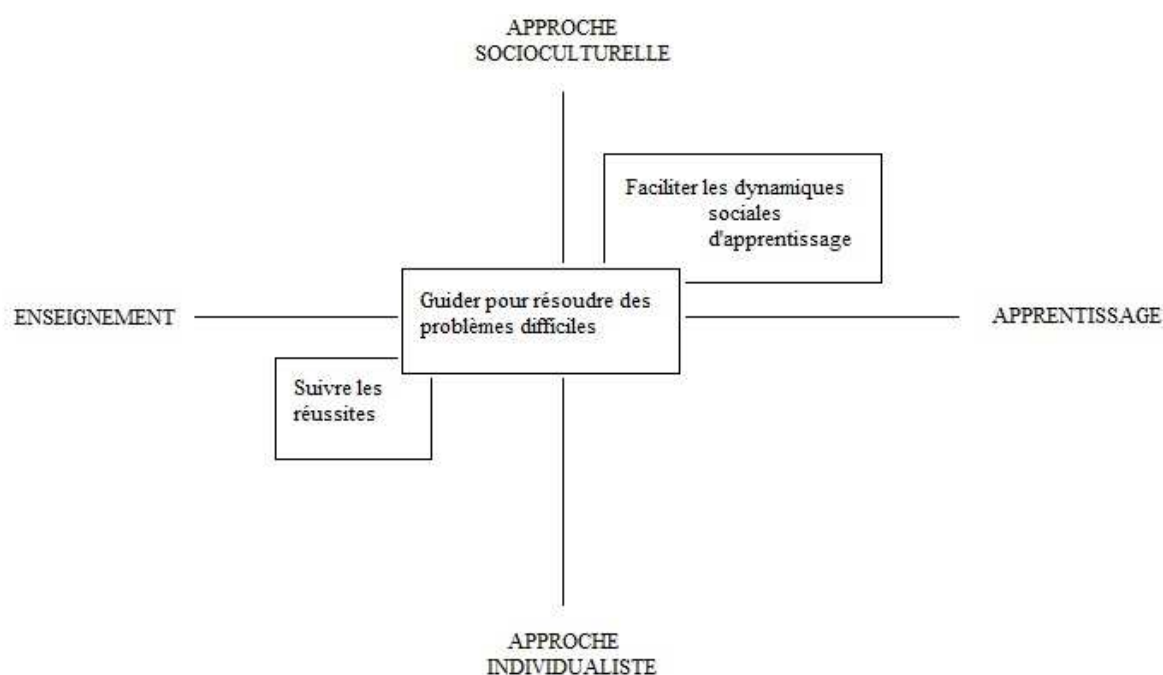 APPROCHE
SOCIOCULTURELLE
Faciliter les dynamiques
sociales
d'apprentissage
Guider pour résoudre des
problèmes difficiles
ENSEIGNEMENT
APPRENTISSAGE
Suivre les
réussites
APPROCHE
INDIVIDUALISTE